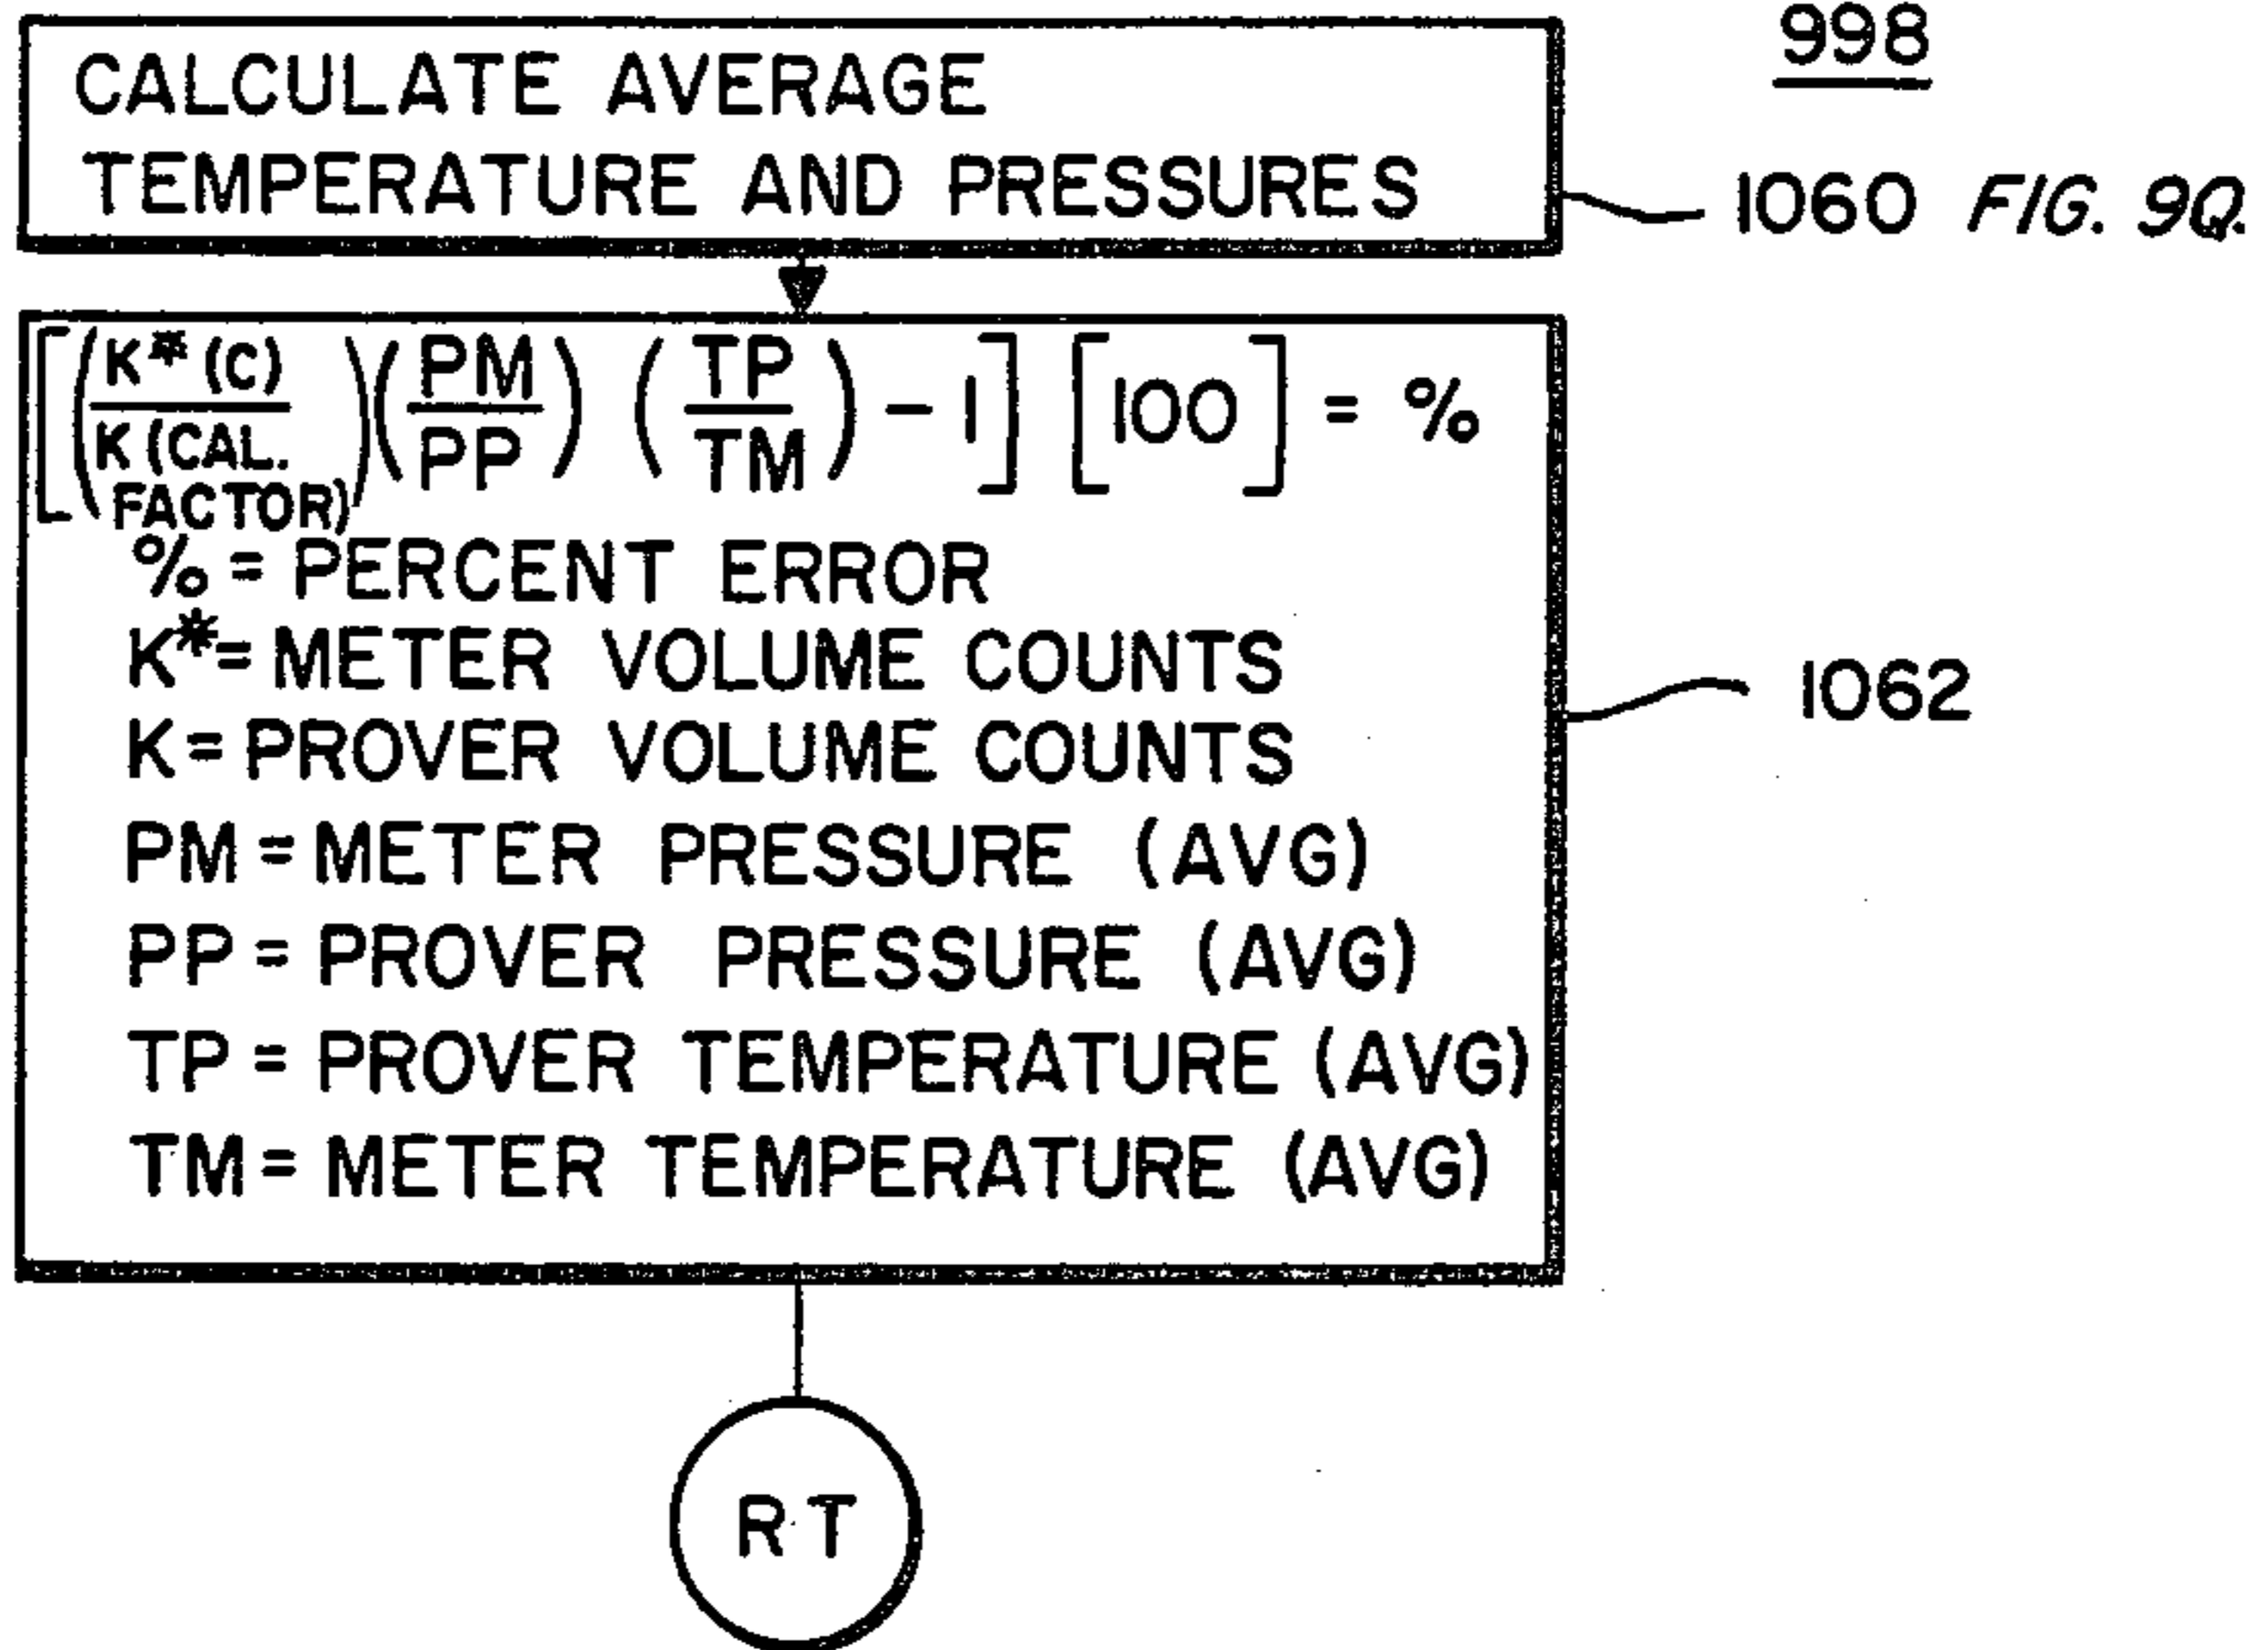 998
CALCULATE AVERAGE
TEMPERATURE AND PRESSURES
1060 FIG. 9Q.
[(K*(C) / K(CAL. FACTOR)) (PM / PP) (TP / TM) - 1] [100] = %
% = PERCENT ERROR
K* = METER VOLUME COUNTS
K = PROVER VOLUME COUNTS
1062
PM = METER PRESSURE (AVG)
PP = PROVER PRESSURE (AVG)
TP = PROVER TEMPERATURE (AVG)
TM = METER TEMPERATURE (AVG)
RT